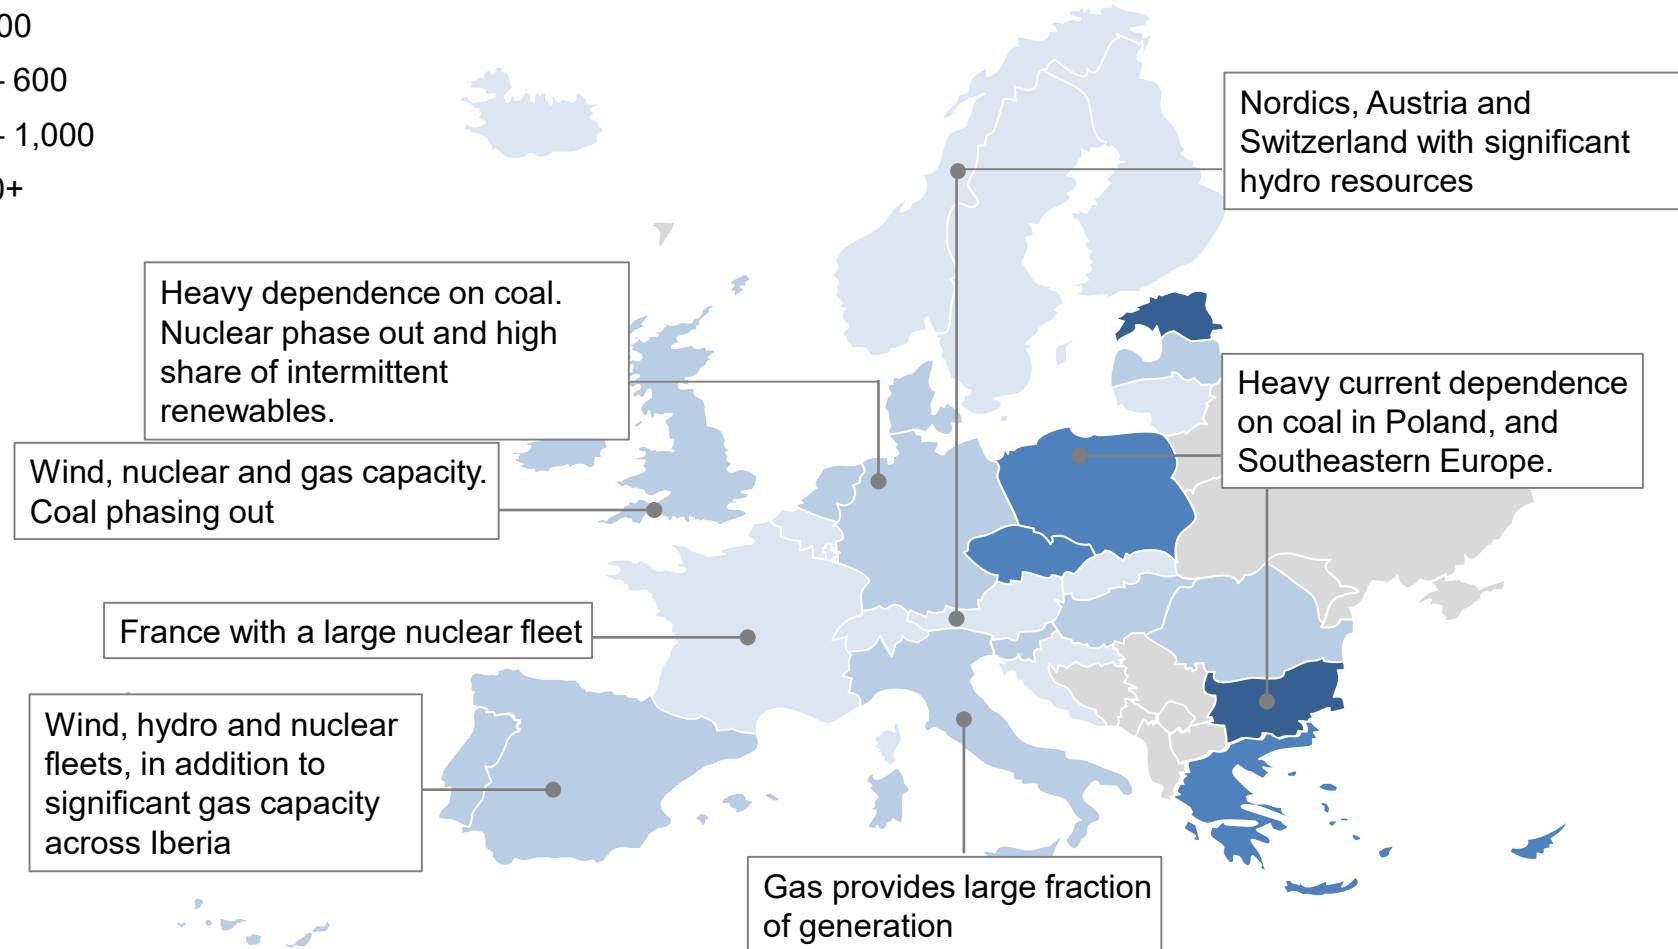 00
- 600
- 1,000
0+
Nordics, Austria and
Switzerland with significant
hydro resources
Heavy dependence on coal.
Nuclear phase out and high
share of intermittent
renewables.
Heavy current dependence
on coal in Poland, and
Southeastern Europe.
Wind, nuclear and gas capacity.
Coal phasing out
France with a large nuclear fleet
Wind, hydro and nuclear
fleets, in addition to
significant gas capacity
across Iberia
Gas provides large fraction
of generation